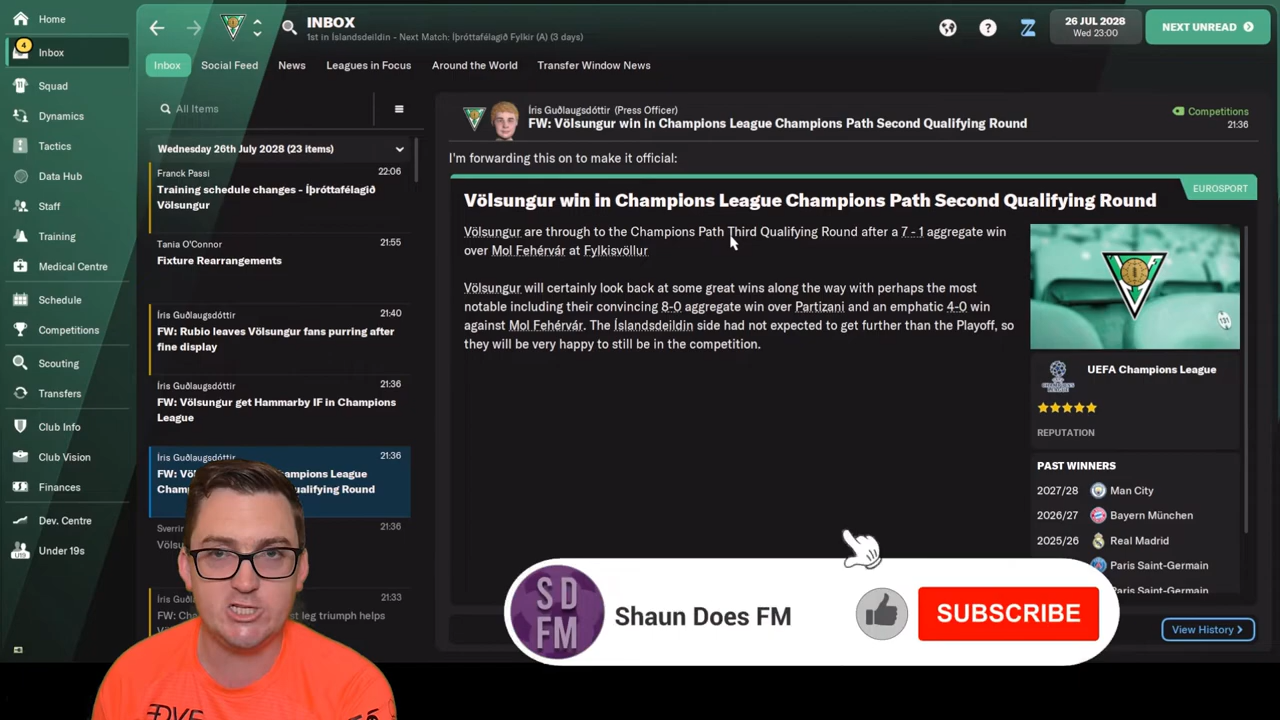 Home
Inbox
4
Squad
Dynamics
Tactics
Data Hub
Staff
Training
Medical Centre
Schedule
Competitions
Scouting
Transfers
Club Info
Club Vision
Finances
Dev. Centre
Under 19s
INBOX
1st in Íslandsdeildin - Next Match: Íþróttafélagið Fylkir (A) (3 days)
26 JUL 2028
Wed 23:00
NEXT UNREAD
Inbox
Social Feed
News
Leagues in Focus
Around the World
Transfer Window News
All Items
Wednesday 26th July 2028 (23 items)
Franck Passi
22:06
Training schedule changes - Íþróttafélagið
Völsungur
Tania O'Connor
21:55
Fixture Rearrangements
Íris Guðlaugsdóttir
21:40
FW: Rubio leaves Völsungur fans purring after
fine display
Íris Guðlaugsdóttir
21:36
FW: Völsungur get Hammarby IF in Champions
League
Íris Guðlaugsdóttir
21:36
ampions League
ualifying Round
21:36
21:33
leg triumph helps
Íris Guðlaugsdóttir (Press Officer)
FW: Völsungur win in Champions League Champions Path Second Qualifying Round
Competitions
21:36
I'm forwarding this on to make it official:
EUROSPORT
Völsungur win in Champions League Champions Path Second Qualifying Round
Völsungur are through to the Champions Path Third Qualifying Round after a 7 - 1 aggregate win
over Mol Fehérvár at Fylkisvöllur
Völsungur will certainly look back at some great wins along the way with perhaps the most
notable including their convincing 8-0 aggregate win over Partizani and an emphatic 4-0 win
against Mol Fehérvár. The Íslandsdeildin side had not expected to get further than the Playoff, so
they will be very happy to still be in the competition.
UEFA Champions League
REPUTATION
PAST WINNERS
2027/28 Man City
2026/27 Bayern München
2025/26 Real Madrid
Paris Saint-Germain
Paris Saint-Germain
View History
SD
FM
Shaun Does FM
SUBSCRIBE